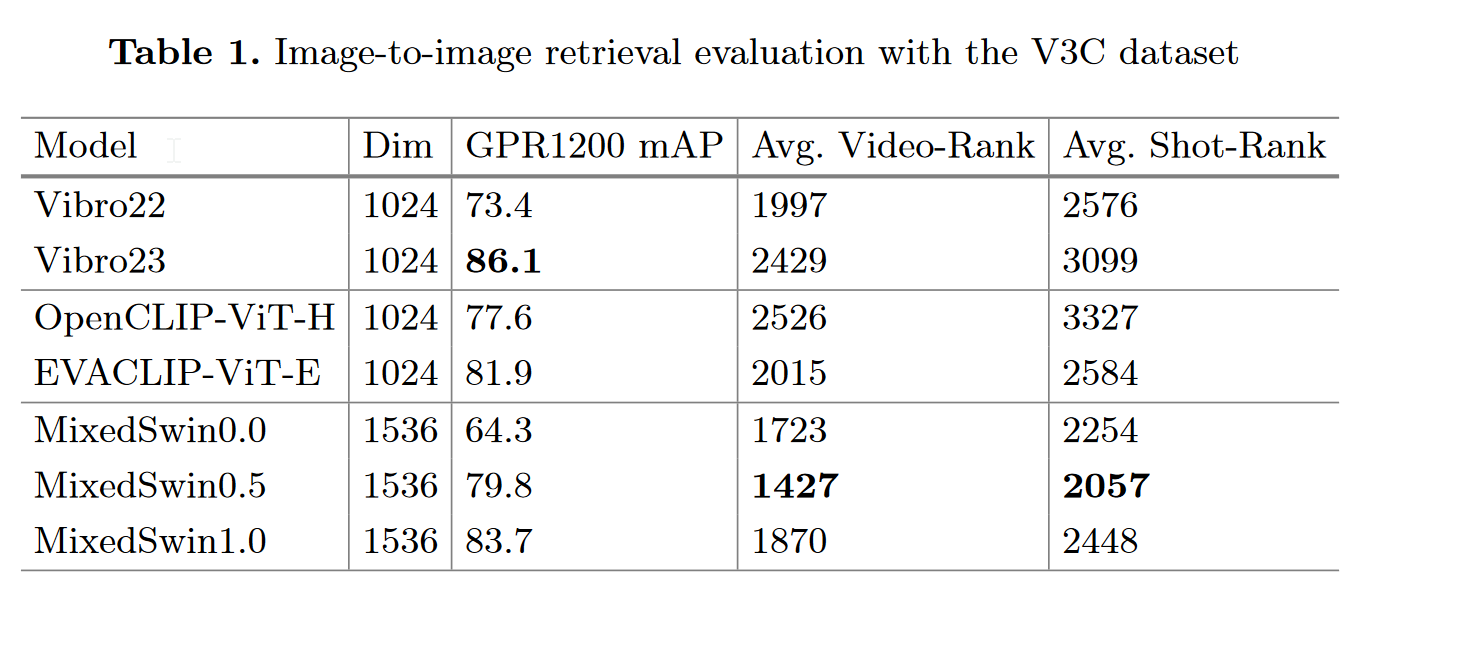 Table 1. Image-to-image retrieval evaluation with the V3C dataset
Model Dim GPR1200 mAP Avg. Video-Rank Avg. Shot-Rank
Vibro22 1024 73.4 1997 2576
Vibro23 1024 86.1 2429 3099
OpenCLIP-ViT-H 1024 77.6 2526 3327
EVACLIP-ViT-E 1024 81.9 2015 2584
MixedSwin0.0 1536 64.3 1723 2254
MixedSwin0.5 1536 79.8 1427 2057
MixedSwin1.0 1536 83.7 1870 2448